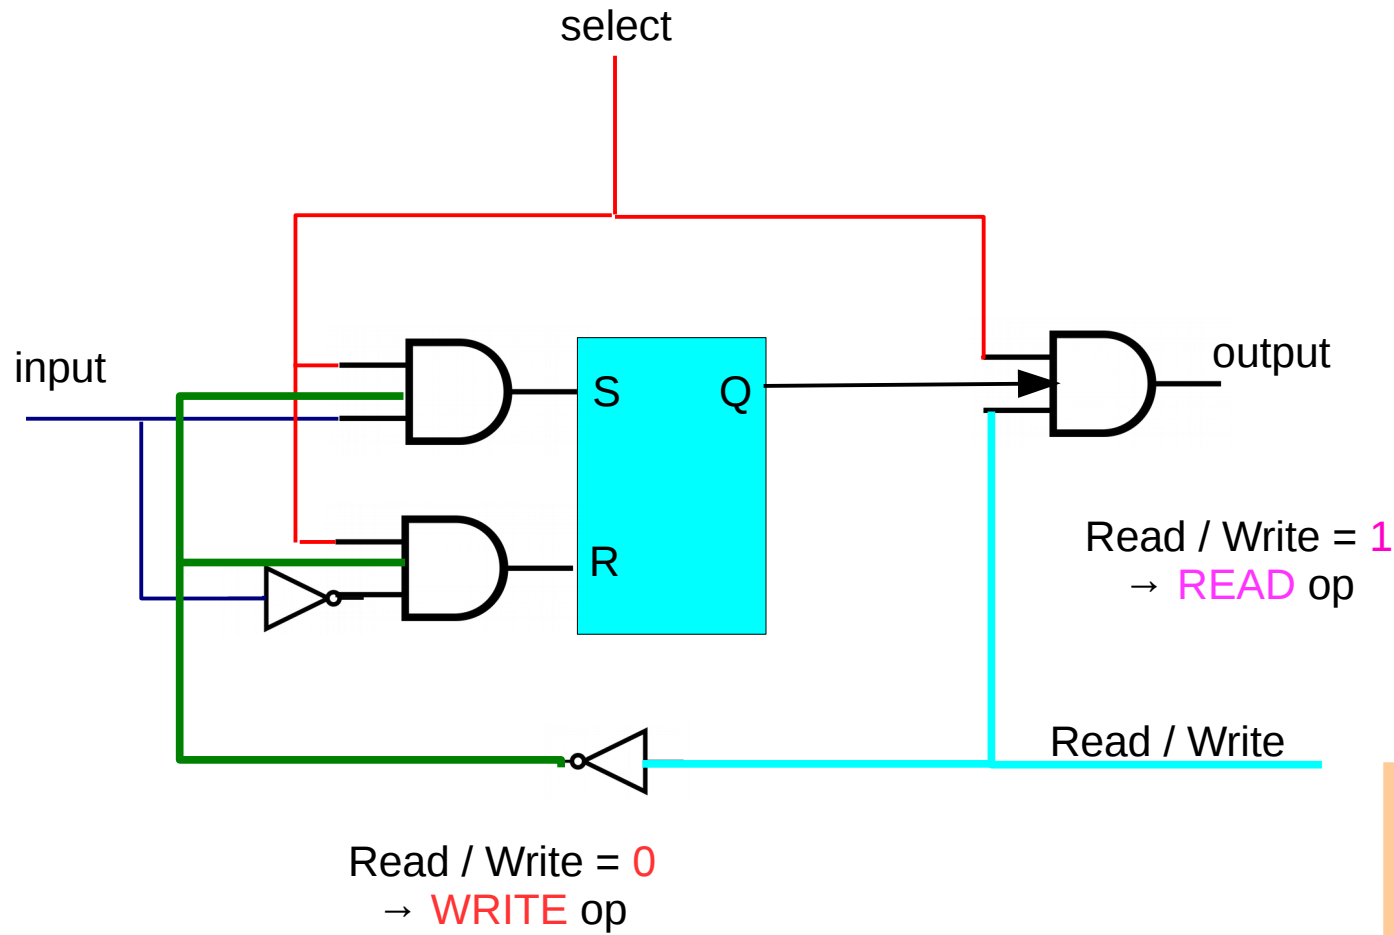 select
input
output
S
Q
R
Read / Write = 1
→ READ op
Read / Write
Read / Write = 0
→ WRITE op